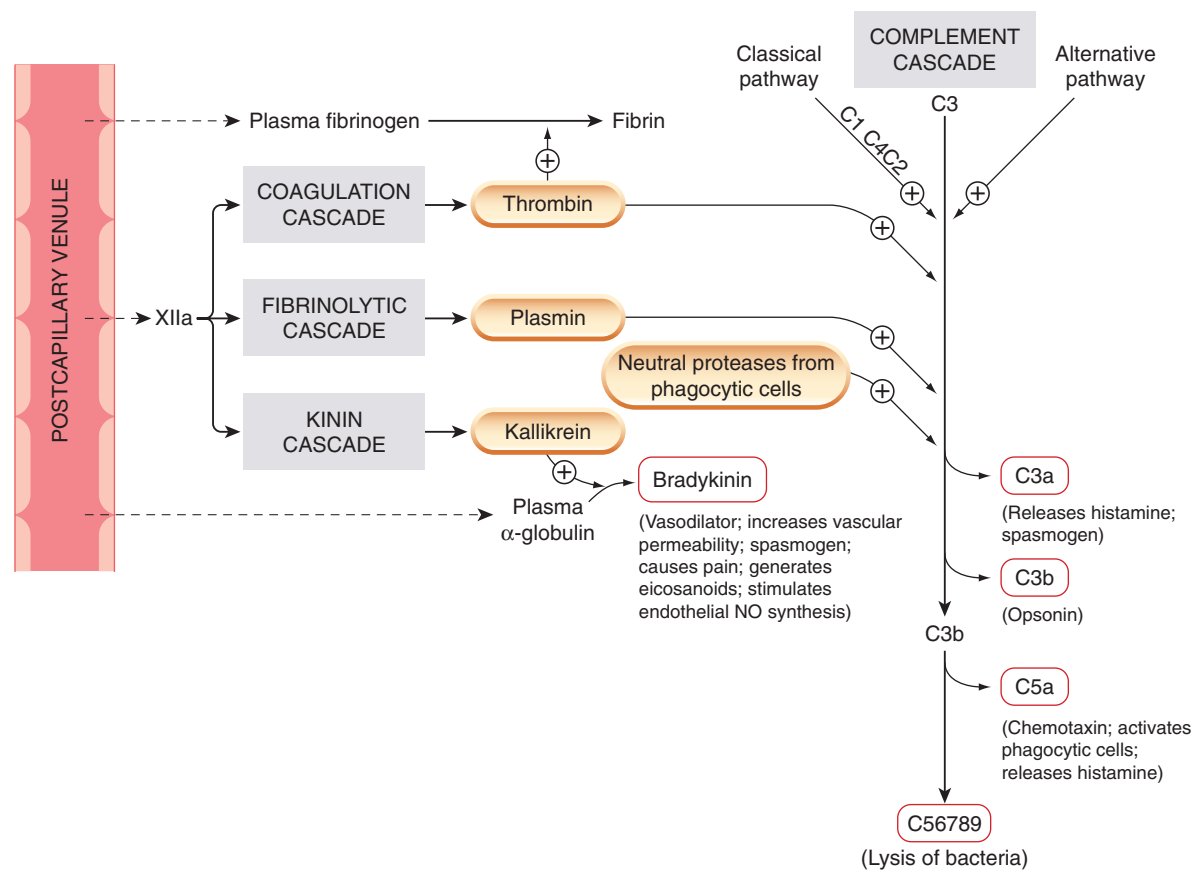 POSTCAPILLARY VENULE
Plasma fibrinogen
Fibrin
+
COAGULATION
CASCADE
Thrombin
XIIa
FIBRINOLYTIC
CASCADE
Plasmin
Neutral proteases from
phagocytic cells
KININ
CASCADE
Kallikrein
+
Plasma
α-globulin
Bradykinin
(Vasodilator; increases vascular
permeability; spasmogen;
causes pain; generates
eicosanoids; stimulates
endothelial NO synthesis)
Classical
pathway
COMPLEMENT
CASCADE
Alternative
pathway
C3
C1 C4C2
+
+
+
+
+
C3a
(Releases histamine;
spasmogen)
C3b
(Opsonin)
C3b
C5a
(Chemotaxin; activates
phagocytic cells;
releases histamine)
C56789
(Lysis of bacteria)